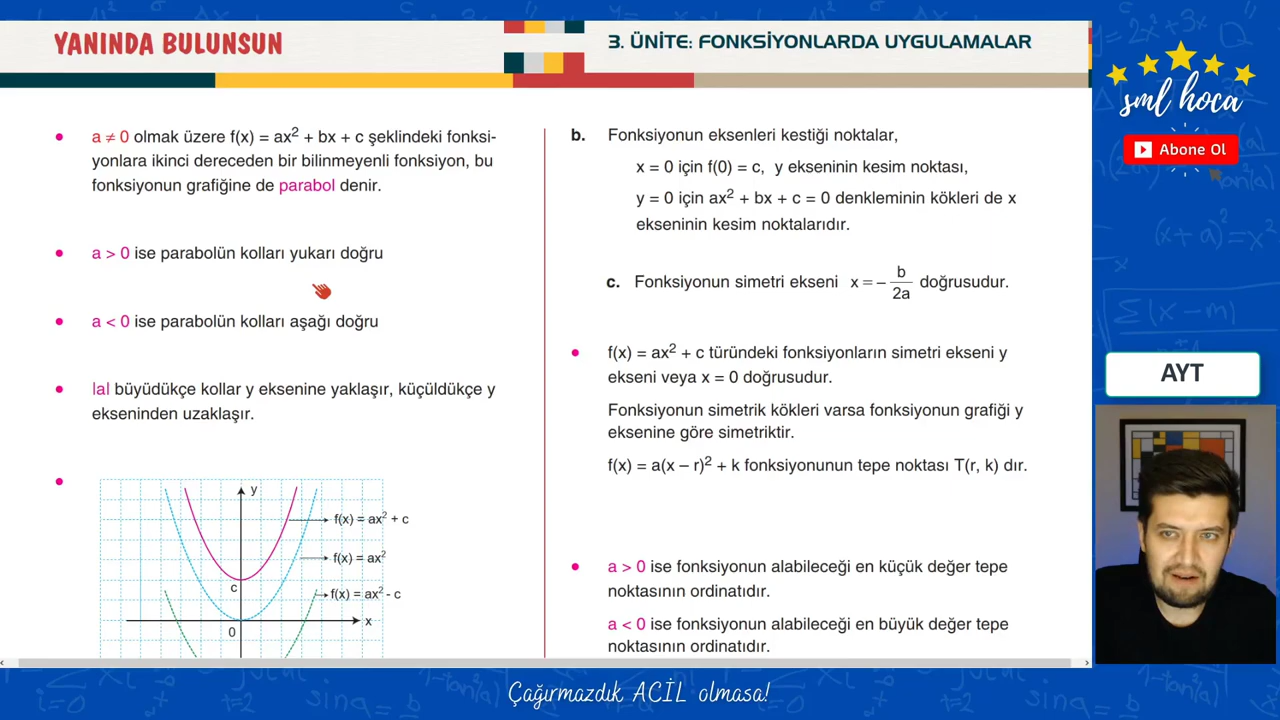 YANINDA BULUNSUN
3. ÜNİTE: FONKSİYONLARDA UYGULAMALAR
• a ≠ 0 olmak üzere f(x) = ax² + bx + c şeklindeki fonksi-
yonlara ikinci dereceden bir bilinmeyenli fonksiyon, bu
fonksiyonun grafiğine de parabol denir.
• a > 0 ise parabolün kolları yukarı doğru
• a < 0 ise parabolün kolları aşağı doğru
• |a| büyüdükçe kollar y eksenine yaklaşır, küçüldükçe y
ekseninden uzaklaşır.
•
y
f(x) = ax² + c
f(x) = ax²
c
f(x) = ax² - c
x
0
b. Fonksiyonun eksenleri kestiği noktalar,
x = 0 için f(0) = c, y ekseninin kesim noktası,
y = 0 için ax² + bx + c = 0 denkleminin kökleri de x
ekseninin kesim noktalarıdır.
c. Fonksiyonun simetri ekseni x = – b/2a doğrusudur.
• f(x) = ax² + c türündeki fonksiyonların simetri ekseni y
ekseni veya x = 0 doğrusudur.
Fonksiyonun simetrik kökleri varsa fonksiyonun grafiği y
eksenine göre simetriktir.
f(x) = a(x – r)² + k fonksiyonunun tepe noktası T(r, k) dır.
• a > 0 ise fonksiyonun alabileceği en küçük değer tepe
noktasının ordinatıdır.
a < 0 ise fonksiyonun alabileceği en büyük değer tepe
noktasının ordinatıdır.
sml hoca
Abone Ol
AYT
Çağırmazdık ACİL olmasa!